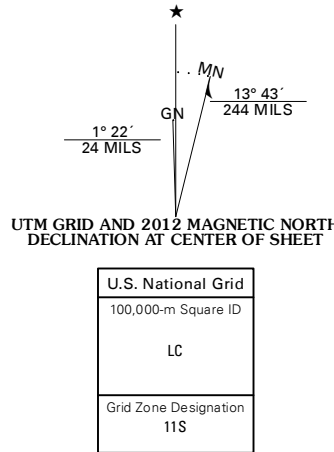 ★
MN
GN
13° 43´
244 MILS
1° 22´
24 MILS
UTM GRID AND 2012 MAGNETIC NORTH
DECLINATION AT CENTER OF SHEET
U.S. National Grid
100,000-m Square ID
LC
Grid Zone Designation
11S